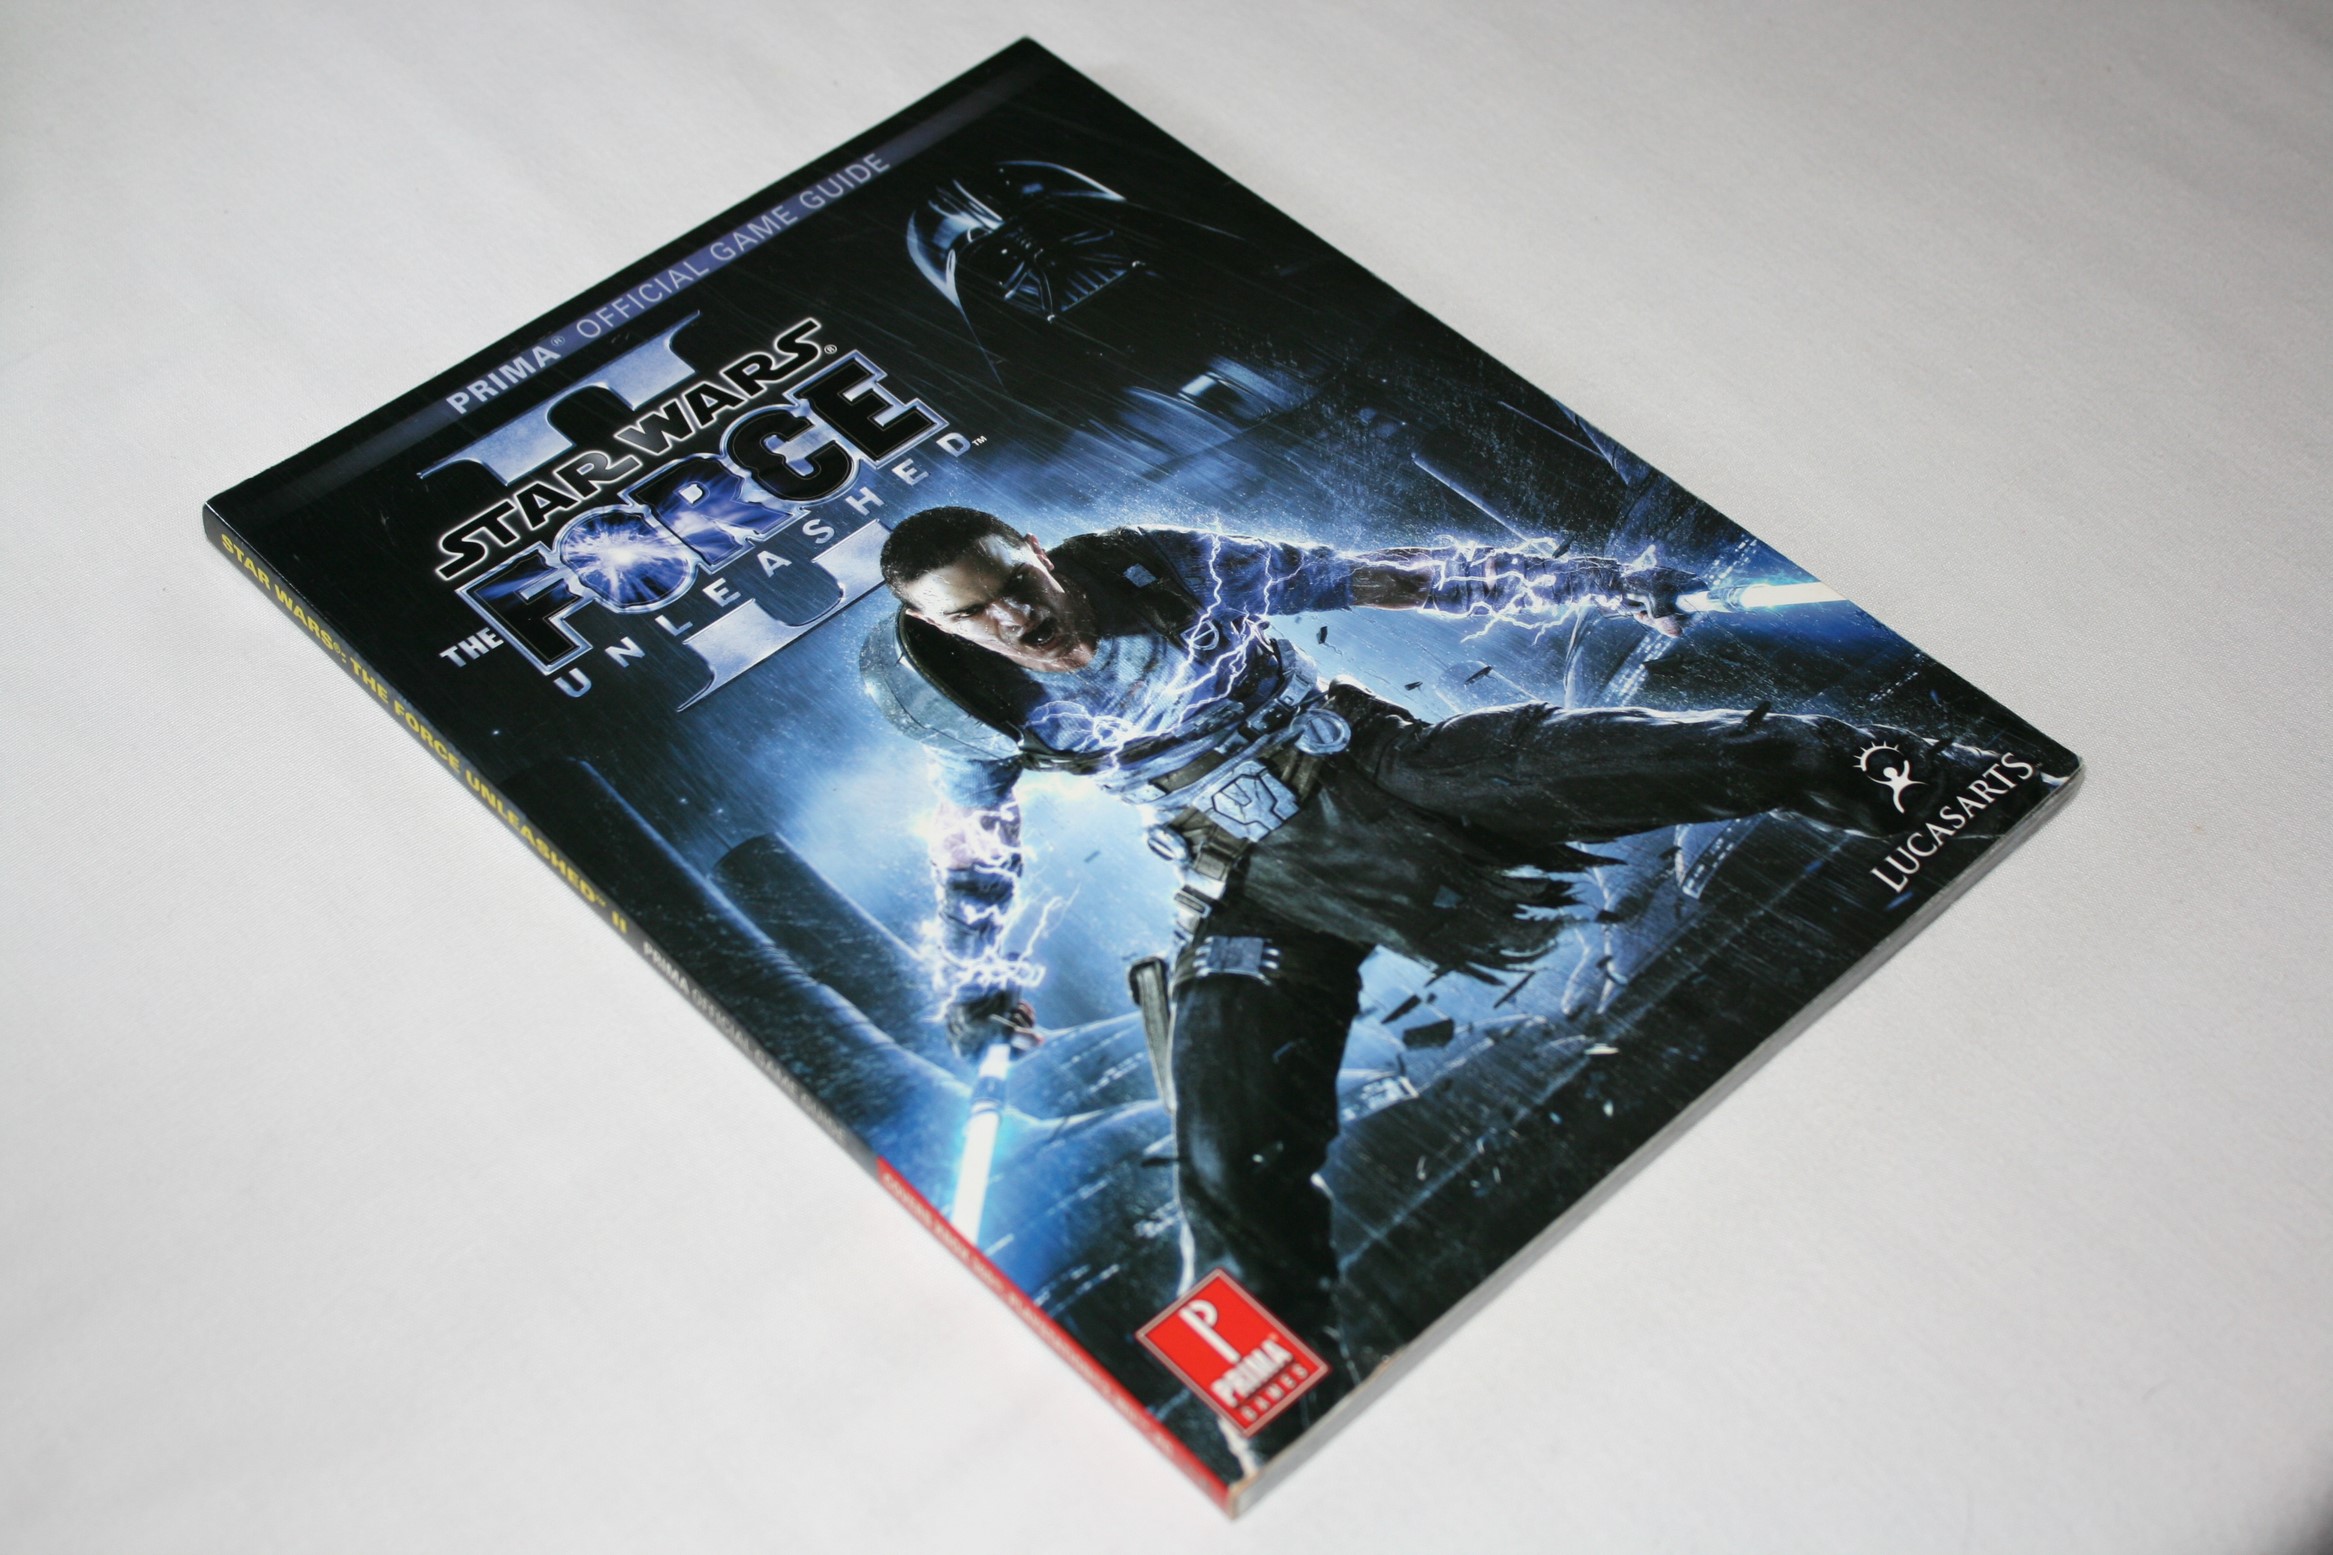 PRIMA® OFFICIAL GAME GUIDE
II
STAR WARS®
THE FORCE
UNLEASHED™
LUCASARTS
P
PRIMA®
GAMES
STAR WARS®: THE FORCE UNLEASHED™ II PRIMA OFFICIAL GAME GUIDE